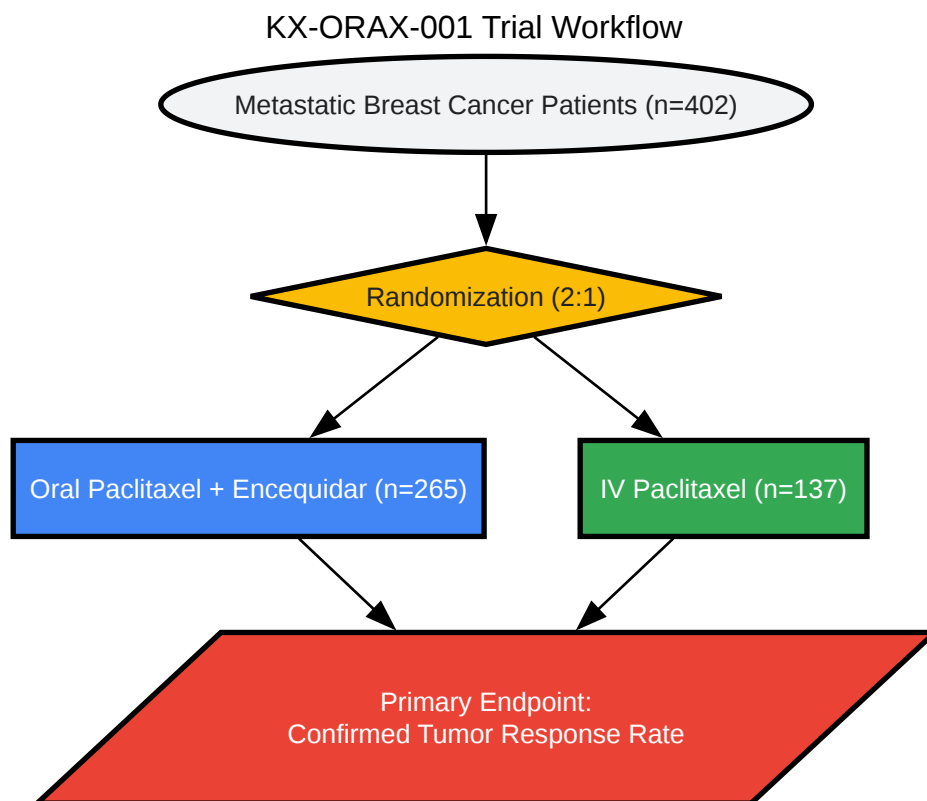 KX-ORAX-001 Trial Workflow
Metastatic Breast Cancer Patients (n=402)
Randomization (2:1)
Oral Paclitaxel + Encequidar (n=265)
IV Paclitaxel (n=137)
Primary Endpoint:
Confirmed Tumor Response Rate